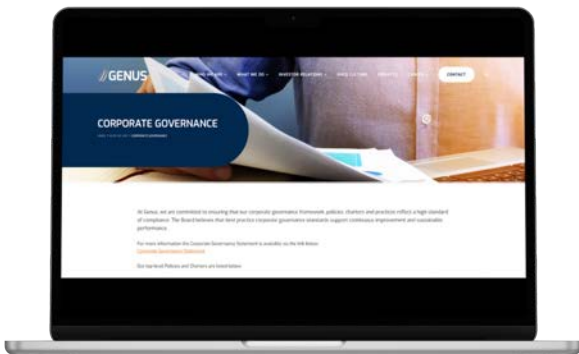 GENUS
WHAT WE DO
INVESTOR RELATIONS
CONTACT
CORPORATE GOVERNANCE
At Genus, we are committed to ensuring that our corporate governance framework, policies, charters and practices reflect a high standard
of compliance. The Board believes that best practice corporate governance standards support continuous improvement and sustainable
performance.
For more information the Corporate Governance Statement is available via the link below:
Corporate Governance Statement
Our top level Policies and Charters are listed below: